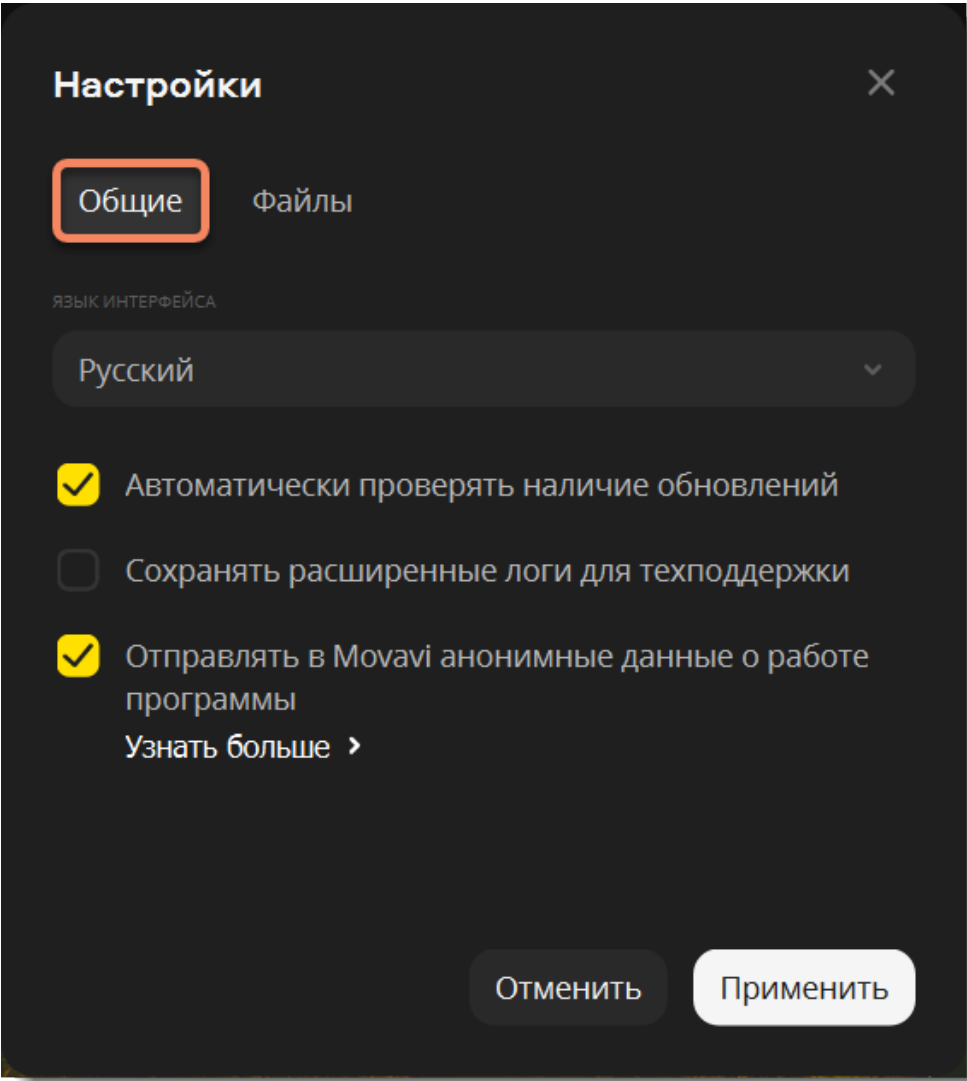 Настройки
Общие
Файлы
ЯЗЫК ИНТЕРФЕЙСА
Русский
Автоматически проверять наличие обновлений
Сохранять расширенные логи для техподдержки
Отправлять в Movavi анонимные данные о работе
программы
Узнать больше
Отменить
Применить